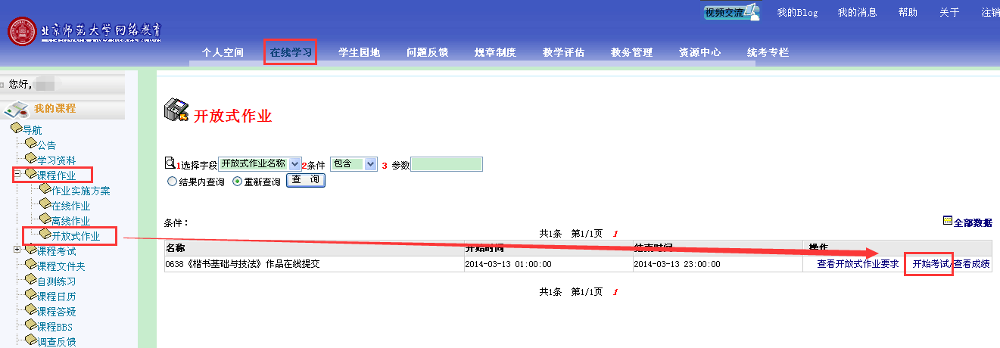 视频交流 我的Blog 我的消息 帮助 关于 注销
北京师范大学网络教育
个人空间 在线学习 学生园地 问题反馈 规章制度 教学评估 教务管理 资源中心 统考专栏
您好,
我的课程
导航
公告
学习资料
课程作业
作业实施方案
在线作业
离线作业
开放式作业
课程考试
课程文件夹
自测练习
课程日历
课程答疑
课程BBS
调查反馈
开放式作业
1选择字段 开放式作业名称 2条件 包含 3 参数
结果内查询 重新查询 查 询
条件：
全部数据
共1条 第1/1页 1
名称 开始时间 结束时间 操作
0638《楷书基础与技法》作品在线提交 2014-03-13 01:00:00 2014-03-13 23:00:00 查看开放式作业要求 开始考试/查看成绩
共1条 第1/1页 1